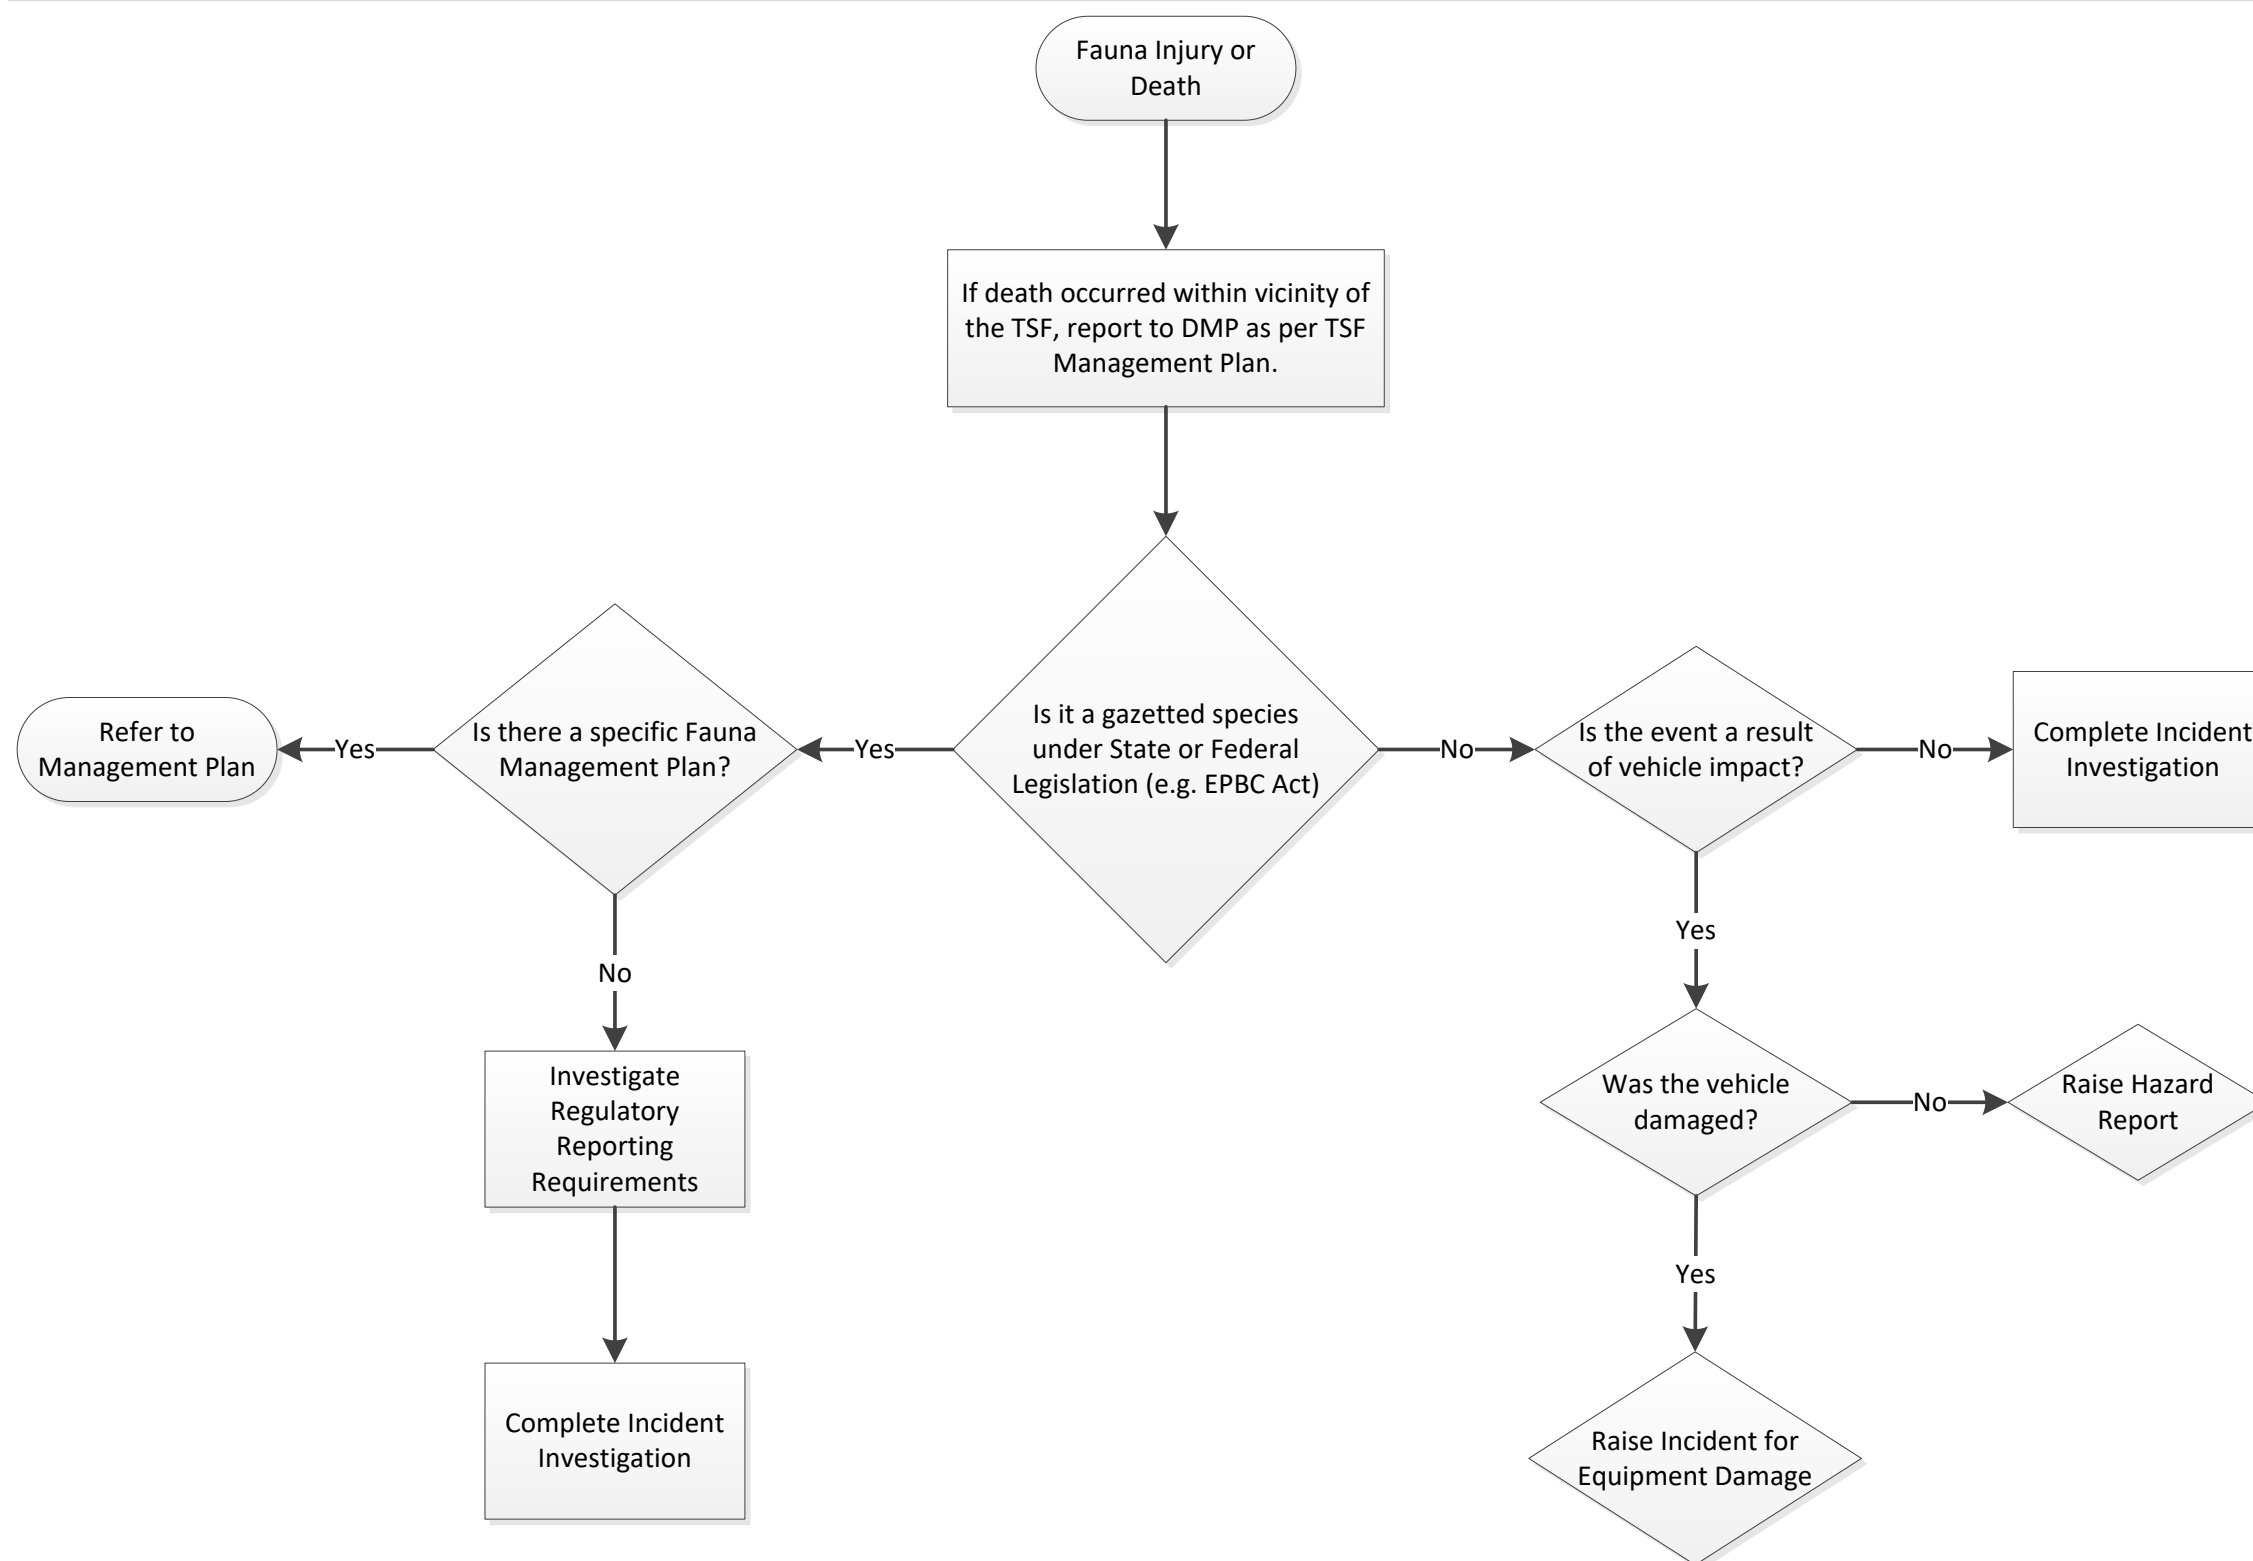 Fauna Injury or
Death
If death occurred within vicinity of
the TSF, report to DMP as per TSF
Management Plan.
Refer to
Management Plan
Yes
Is there a specific Fauna
Management Plan?
Yes
Is it a gazetted species
under State or Federal
Legislation (e.g. EPBC Act)
No
Is the event a result
of vehicle impact?
No
Complete Incident
Investigation
Yes
No
Investigate
Regulatory
Reporting
Requirements
Was the vehicle
damaged?
No
Raise Hazard
Report
Yes
Complete Incident
Investigation
Raise Incident for
Equipment Damage